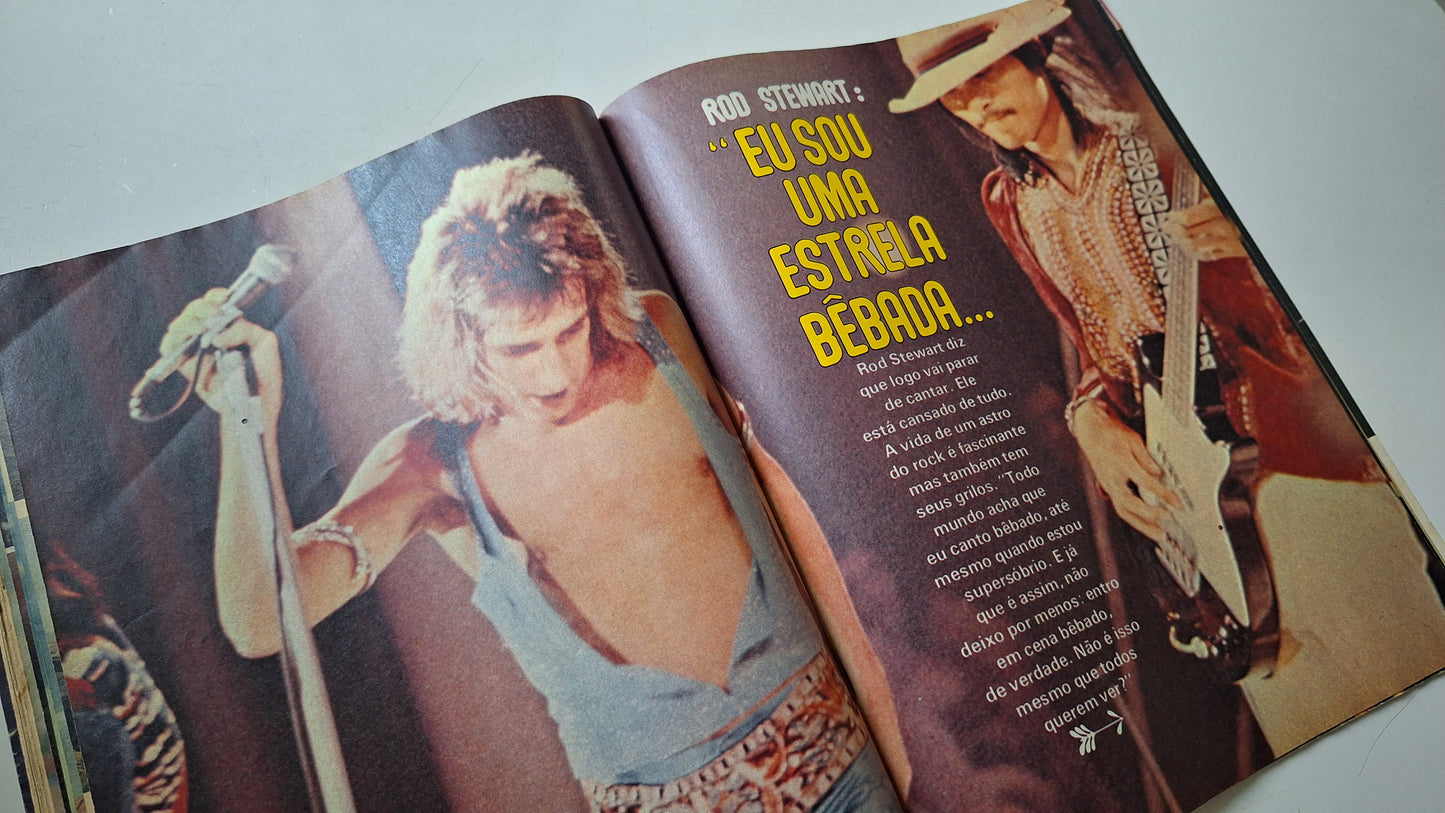 ROD STEWART:
"EU SOU
UMA
ESTRELA
BÊBADA...
Rod Stewart diz
que logo vai parar
de cantar. Ele
está cansado de tudo.
A vida de um astro
do rock é fascinante
mas também tem
seus grilos. "Todo
mundo acha que
eu canto bêbado, até
mesmo quando estou
supersóbrio. E já
que é assim, não
deixo por menos: entro
em cena bêbado,
de verdade. Não é isso
mesmo que todos
querem ver?"